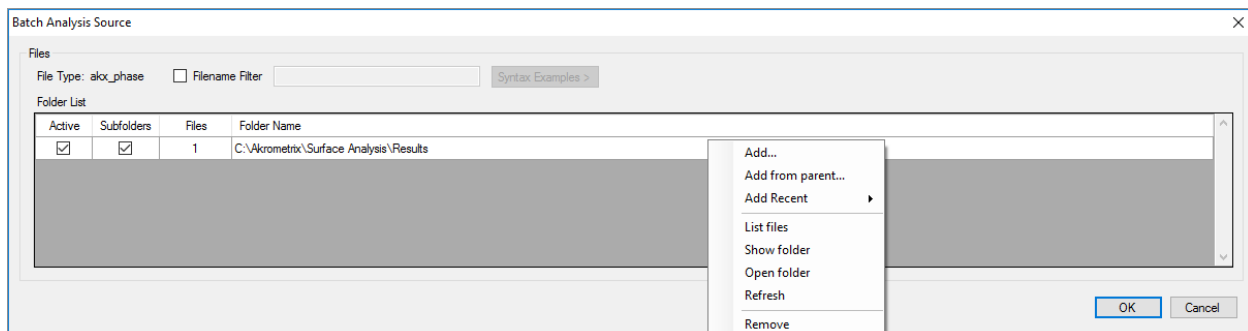 Batch Analysis Source
Files
File Type: akx_phase Filename Filter Syntax Examples >
Folder List
Active Subfolders Files Folder Name
1 C:\Akrometrix\Surface Analysis\Results
Add...
Add from parent...
Add Recent
List files
Show folder
Open folder
Refresh
Remove
OK Cancel